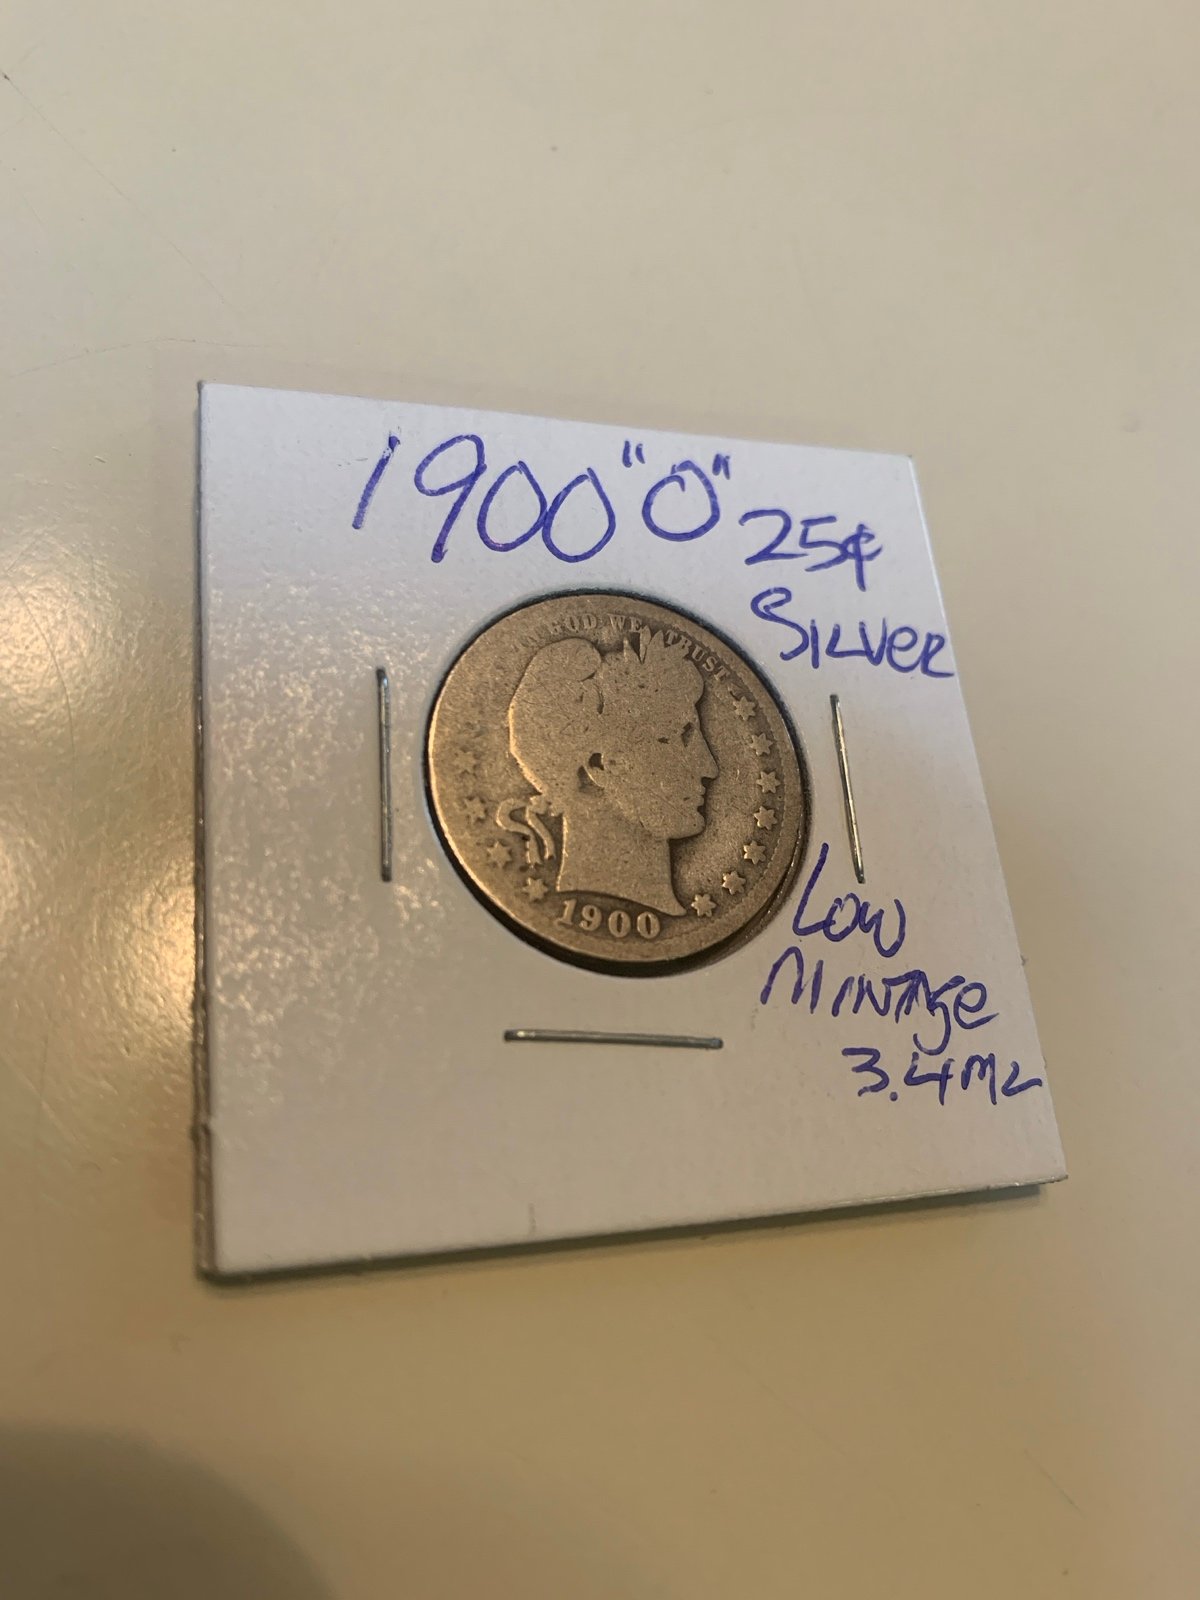 1900 "O" 25¢
Silver
IN GOD WE TRUST
1900
Low
Mintage
3.4ML